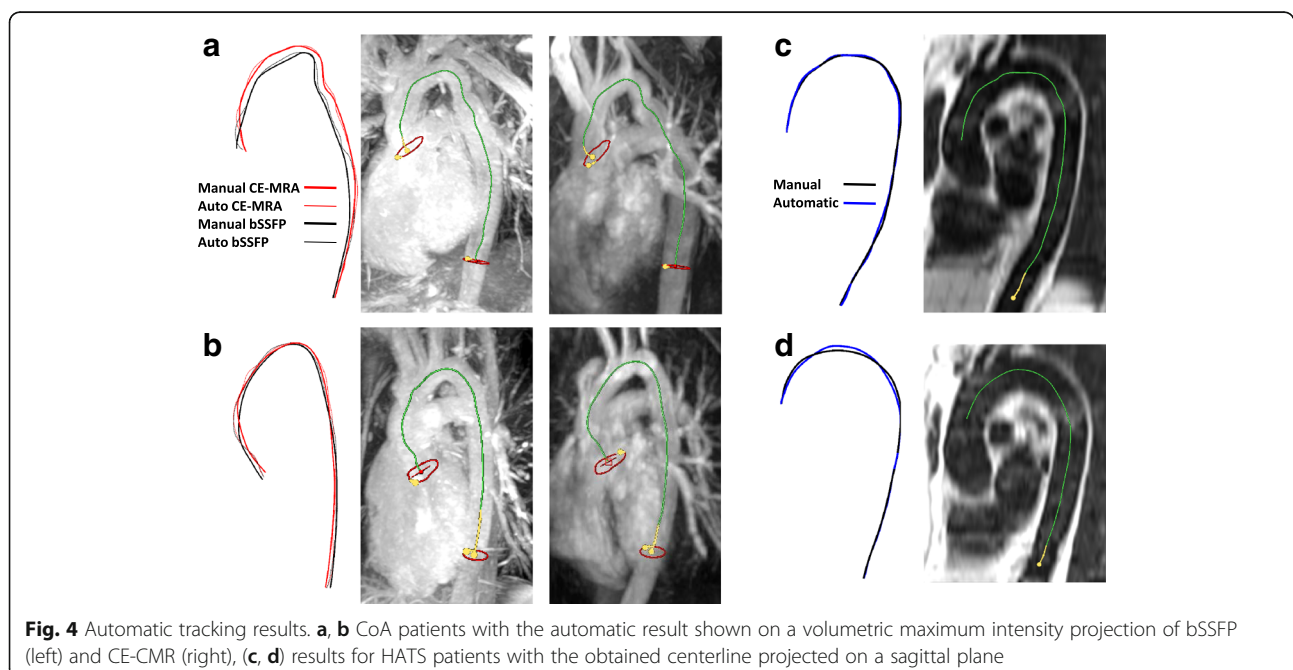 a
Manual CE-MRA
Auto CE-MRA
Manual bSSFP
Auto bSSFP
c
Manual
Automatic
b
d
Fig. 4 Automatic tracking results. a, b CoA patients with the automatic result shown on a volumetric maximum intensity projection of bSSFP
(left) and CE-CMR (right), (c, d) results for HATS patients with the obtained centerline projected on a sagittal plane